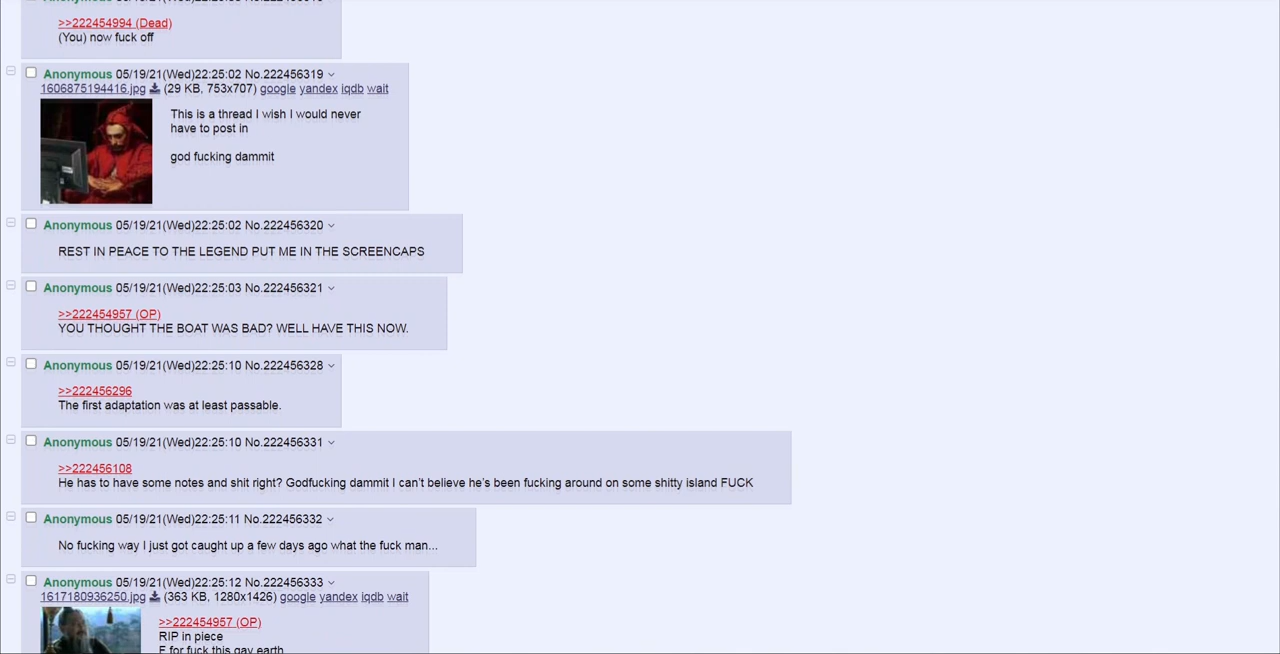 >>222454994 (Dead)
(You) now fuck off
Anonymous 05/19/21(Wed)22:25:02 No.222456319
1606875194416.jpg (29 KB, 753x707) google yandex iqdb wait
This is a thread I wish I would never
have to post in
god fucking dammit
Anonymous 05/19/21(Wed)22:25:02 No.222456320
REST IN PEACE TO THE LEGEND PUT ME IN THE SCREENCAPS
Anonymous 05/19/21(Wed)22:25:03 No.222456321
>>222454957 (OP)
YOU THOUGHT THE BOAT WAS BAD? WELL HAVE THIS NOW.
Anonymous 05/19/21(Wed)22:25:10 No.222456328
>>222456296
The first adaptation was at least passable.
Anonymous 05/19/21(Wed)22:25:10 No.222456331
>>222456108
He has to have some notes and shit right? Godfucking dammit I can't believe he's been fucking around on some shitty island FUCK
Anonymous 05/19/21(Wed)22:25:11 No.222456332
No fucking way I just got caught up a few days ago what the fuck man...
Anonymous 05/19/21(Wed)22:25:12 No.222456333
1617180936250.jpg (363 KB, 1280x1426) google yandex iqdb wait
>>222454957 (OP)
RIP in piece
F for fuck this gay earth